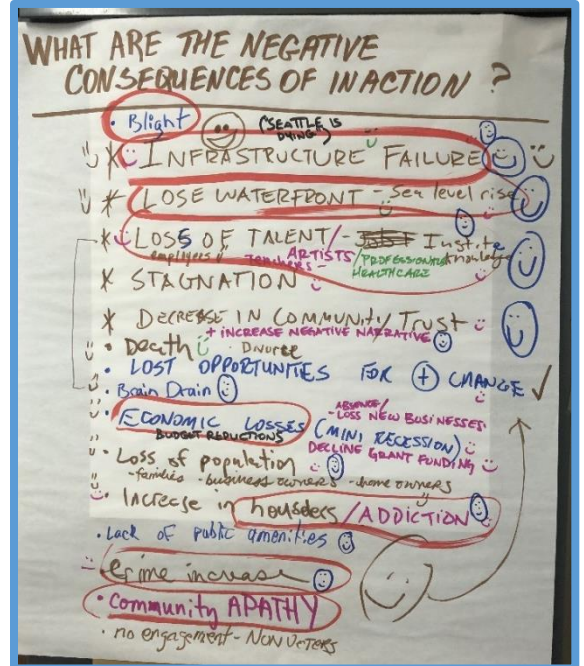 WHAT ARE THE NEGATIVE
CONSEQUENCES OF INACTION ?
• Blight (SEATTLE IS
DYING)
* INFRASTRUCTURE FAILURE
* LOSE WATERFRONT - Sea level rise
* LOSS OF TALENT/-
employers
ARTISTS
teachers -
/PROFESSIONALS
HEALTHCARE
knowledge
* STAGNATION
* DECREASE IN COMMUNITY TRUST
+ INCREASE NEGATIVE NARRATIVE
• Death • Divorce
• LOST OPPORTUNITIES FOR + CHANGE ✓
• Brain Drain
ABSENCE/
- LOSS NEW BUSINESSES
• ECONOMIC LOSSES (MINI RECESSION)
BUDGET REDUCTIONS
DECLINE GRANT FUNDING
• Loss of population
- families - business owners - home owners
• Increase in /ADDICTION
• Lack of public amenities
• Crime increase
• Community APATHY
• no engagement - NON VOTERS